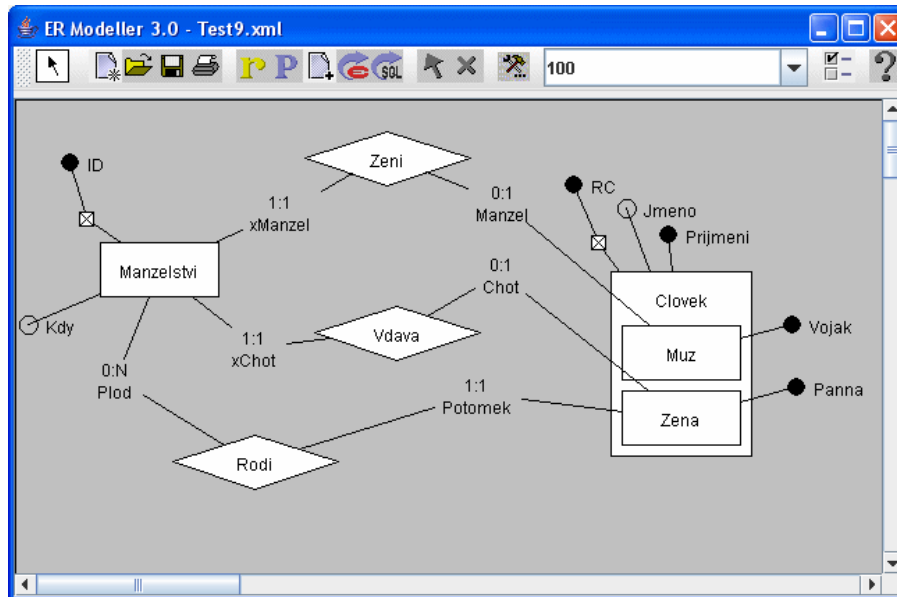 ER Modeller 3.0 - Test9.xml
r P SQL 100 ?
Zeni
ID
1:1
xManzel
0:1
Manzel
RC
Jmeno
Prijmeni
Manzelstvi
Clovek
0:1
Chot
Kdy
1:1
xChot
Vdava
Vojak
Muz
0:N
Plod
1:1
Potomek
Panna
Zena
Rodi